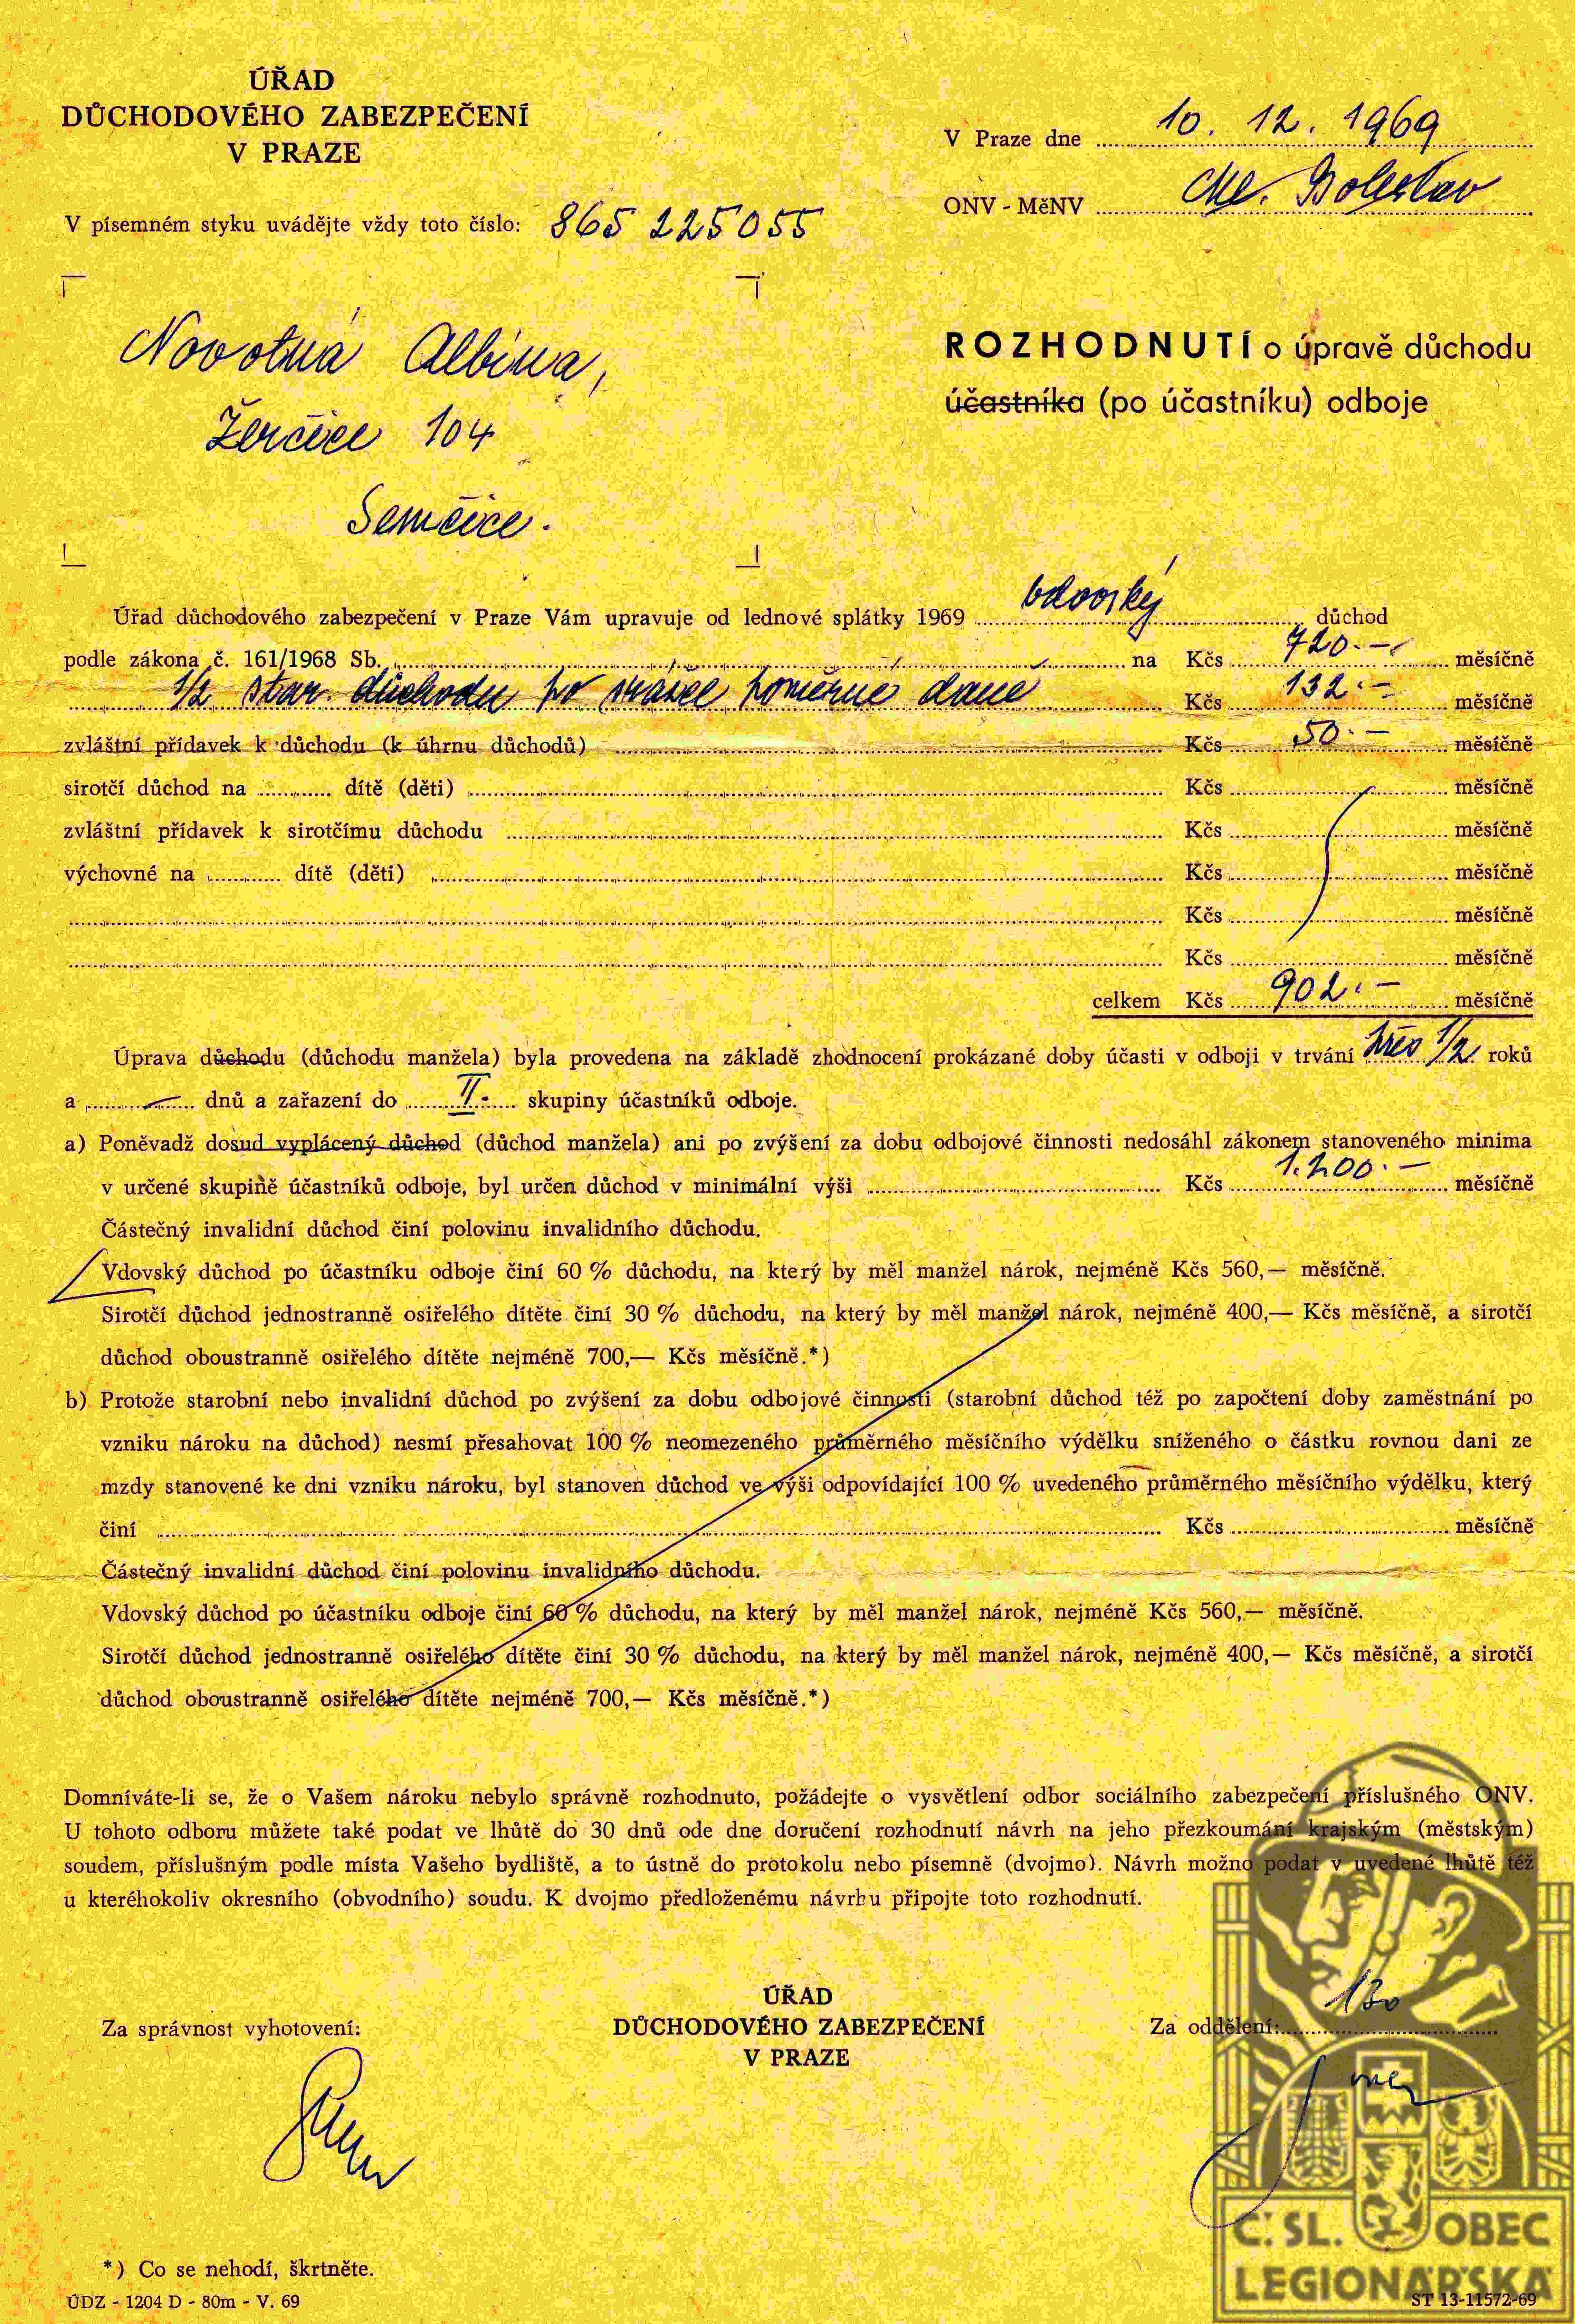 ÚŘAD
DŮCHODOVÉHO ZABEZPEČENÍ
V PRAZE
V Praze dne 10. 12. 1969
ONV - MěNV Ml. Boleslav
V písemném styku uvádějte vždy toto číslo: 865 225055
Novotná Albina,
Žerčice 104
Semčice.
ROZHODNUTÍ o úpravě důchodu
účastníka (po účastníku) odboje
Úřad důchodového zabezpečení v Praze Vám upravuje od lednové splátky 1969 vdovský důchod
podle zákona č. 161/1968 Sb. na Kčs 720.- měsíčně
1/2 star. důchodu po srážce poměrné daně Kčs 132.- měsíčně
zvláštní přídavek k důchodu (k úhrnu důchodů) Kčs 50.- měsíčně
sirotčí důchod na dítě (děti) Kčs měsíčně
zvláštní přídavek k sirotčímu důchodu Kčs měsíčně
výchovné na dítě (děti) Kčs měsíčně
Kčs měsíčně
Kčs měsíčně
celkem Kčs 902.- měsíčně
Úprava důchodu (důchodu manžela) byla provedena na základě zhodnocení prokázané doby účasti v odboji v trvání přes 1/2 roků
a - dnů a zařazení do II. skupiny účastníků odboje.
a) Poněvadž dosud vyplácený důchod (důchod manžela) ani po zvýšení za dobu odbojové činnosti nedosáhl zákonem stanoveného minima
v určené skupině účastníků odboje, byl určen důchod v minimální výši Kčs 1.200.- měsíčně
Částečný invalidní důchod činí polovinu invalidního důchodu.
Vdovský důchod po účastníku odboje činí 60 % důchodu, na který by měl manžel nárok, nejméně Kčs 560,— měsíčně.
Sirotčí důchod jednostranně osiřelého dítěte činí 30 % důchodu, na který by měl manžel nárok, nejméně 400,— Kčs měsíčně, a sirotčí
důchod oboustranně osiřelého dítěte nejméně 700,— Kčs měsíčně.*)
b) Protože starobní nebo invalidní důchod po zvýšení za dobu odbojové činnosti (starobní důchod též po započtení doby zaměstnání po
vzniku nároku na důchod) nesmí přesahovat 100 % neomezeného průměrného měsíčního výdělku sníženého o částku rovnou dani ze
mzdy stanovené ke dni vzniku nároku, byl stanoven důchod ve výši odpovídající 100 % uvedeného průměrného měsíčního výdělku, který
činí Kčs měsíčně
Částečný invalidní důchod činí polovinu invalidního důchodu.
Vdovský důchod po účastníku odboje činí 60 % důchodu, na který by měl manžel nárok, nejméně Kčs 560,— měsíčně.
Sirotčí důchod jednostranně osiřelého dítěte činí 30 % důchodu, na který by měl manžel nárok, nejméně 400,— Kčs měsíčně, a sirotčí
důchod oboustranně osiřelého dítěte nejméně 700,— Kčs měsíčně.*)
Domníváte-li se, že o Vašem nároku nebylo správně rozhodnuto, požádejte o vysvětlení odbor sociálního zabezpečení příslušného ONV.
U tohoto odboru můžete také podat ve lhůtě do 30 dnů ode dne doručení rozhodnutí návrh na jeho přezkoumání krajským (městským)
soudem, příslušným podle místa Vašeho bydliště, a to ústně do protokolu nebo písemně (dvojmo). Návrh možno podat v uvedené lhůtě též
u kteréhokoliv okresního (obvodního) soudu. K dvojmo předloženému návrhu připojte toto rozhodnutí.
Za správnost vyhotovení:
ÚŘAD
DŮCHODOVÉHO ZABEZPEČENÍ
V PRAZE
Za oddělení: 130
Č. SL. OBEC
LEGIONÁŘSKÁ
*) Co se nehodí, škrtněte.
ÚDZ - 1204 D - 80m - V. 69
ST 13-11572-69